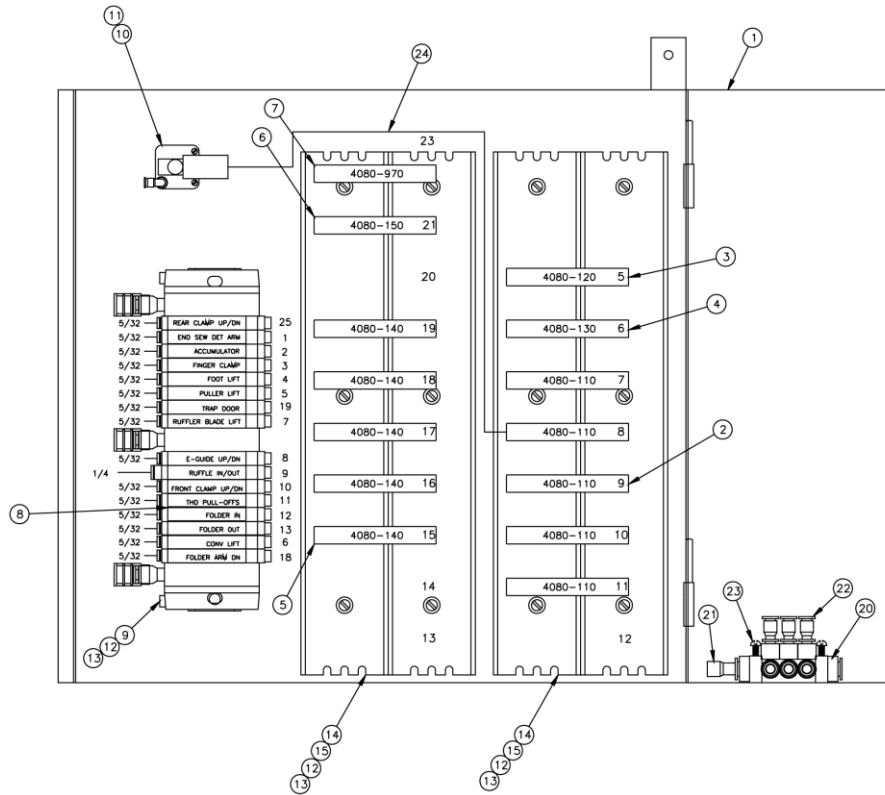 11
10
24
1
7
6
23
4080-970
4080-150 21
20
4080-140 19
4080-140 18
4080-140 17
4080-140 16
4080-140 15
14
13
4080-120 5
4080-130 6
4080-110 7
4080-110 8
4080-110 9
4080-110 10
4080-110 11
12
3
4
2
5/32 REAR CLAMP UP/DN 25
5/32 END SEW DET ARM 1
5/32 ACCUMULATOR 2
5/32 FINGER CLAMP 3
5/32 FOOT LIFT 4
5/32 PULLER LIFT 5
5/32 TRAP DOOR 19
5/32 RUFFLER BLADE LIFT 7
5/32 E-GUIDE UP/DN 8
1/4 RUFFLE IN/OUT 9
5/32 FRONT CLAMP UP/DN 10
5/32 THD PULL-OFFS 11
5/32 FOLDER IN 12
5/32 FOLDER OUT 13
5/32 CONV LIFT 6
5/32 FOLDER ARM DN 18
8
5
9
12
13
23
22
21
20
14
15
12
13
14
15
12
13